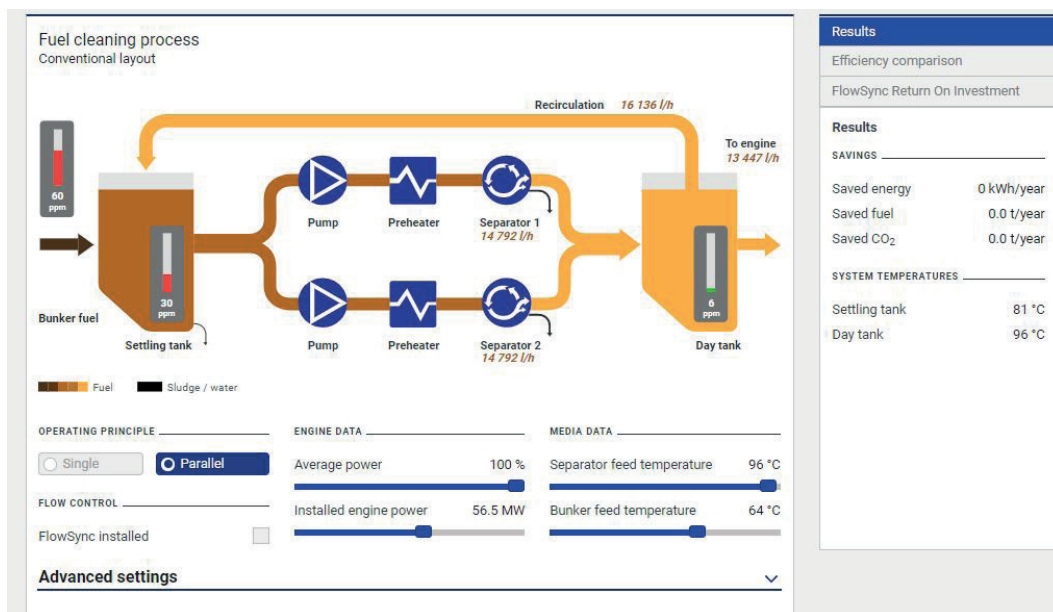 Fuel cleaning process
Conventional layout
Recirculation 16 136 l/h
To engine
13 447 l/h
60
ppm
Pump
Preheater
Separator 1
14 792 l/h
30
ppm
6
ppm
Bunker fuel
Settling tank
Pump
Preheater
Separator 2
14 792 l/h
Day tank
Fuel
Sludge / water
OPERATING PRINCIPLE
Single
Parallel
FLOW CONTROL
FlowSync installed
ENGINE DATA
Average power 100 %
Installed engine power 56.5 MW
MEDIA DATA
Separator feed temperature 96 °C
Bunker feed temperature 64 °C
Advanced settings
Results
Efficiency comparison
FlowSync Return On Investment
Results
SAVINGS
Saved energy 0 kWh/year
Saved fuel 0.0 t/year
Saved CO₂ 0.0 t/year
SYSTEM TEMPERATURES
Settling tank 81 °C
Day tank 96 °C